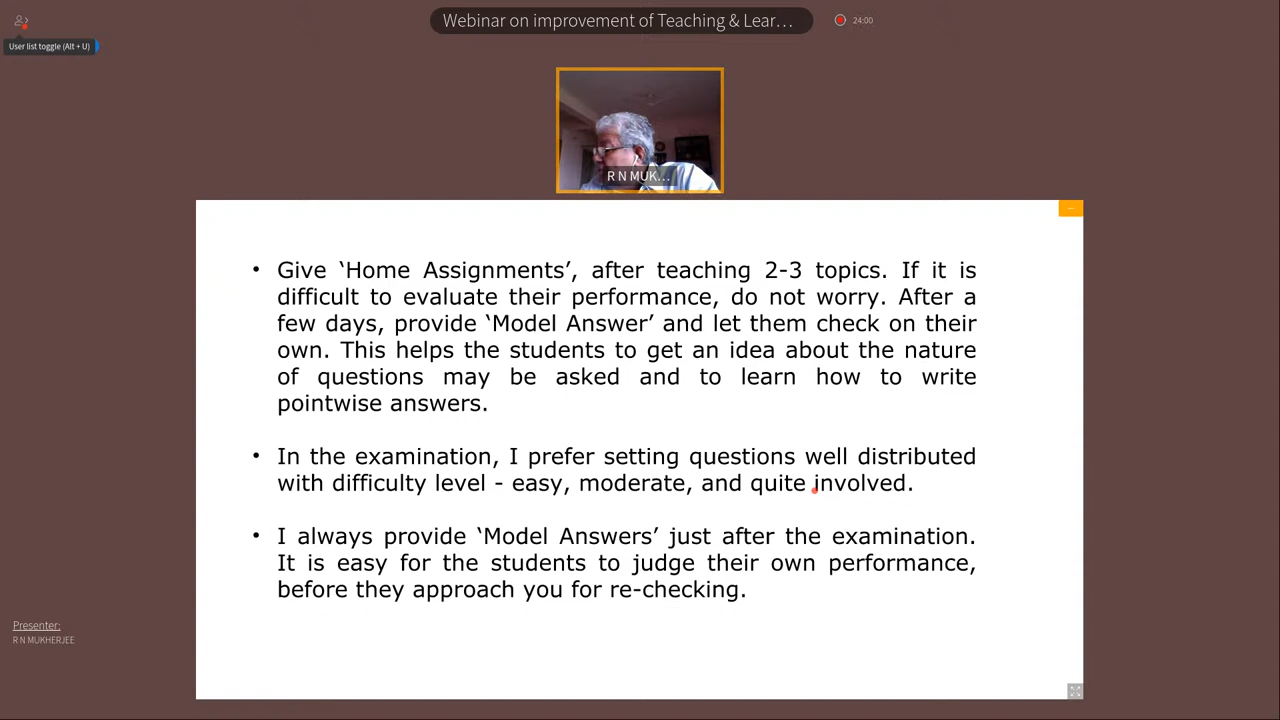 Webinar on improvement of Teaching & Lear…
24:00
User list toggle (Alt + U)
R N MUK…
• Give ‘Home Assignments’, after teaching 2-3 topics. If it is
difficult to evaluate their performance, do not worry. After a
few days, provide ‘Model Answer’ and let them check on their
own. This helps the students to get an idea about the nature
of questions may be asked and to learn how to write
pointwise answers.
• In the examination, I prefer setting questions well distributed
with difficulty level - easy, moderate, and quite involved.
• I always provide ‘Model Answers’ just after the examination.
It is easy for the students to judge their own performance,
before they approach you for re-checking.
Presenter:
R N MUKHERJEE